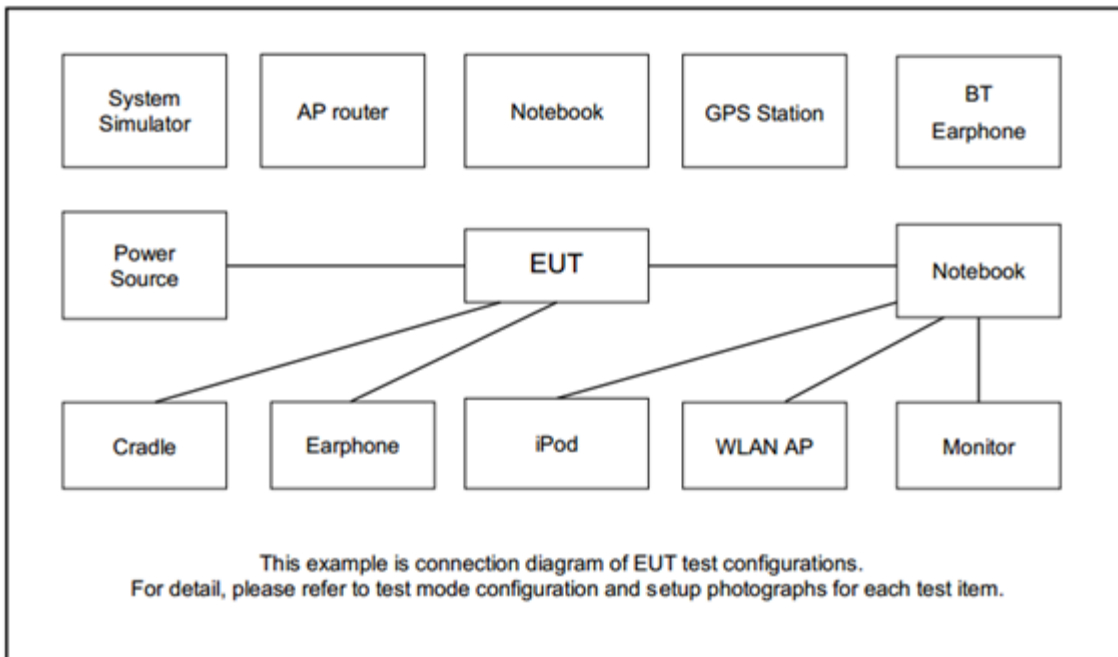 System
Simulator
AP router
Notebook
GPS Station
BT
Earphone
Power
Source
EUT
Notebook
Cradle
Earphone
iPod
WLAN AP
Monitor
This example is connection diagram of EUT test configurations.
For detail, please refer to test mode configuration and setup photographs for each test item.